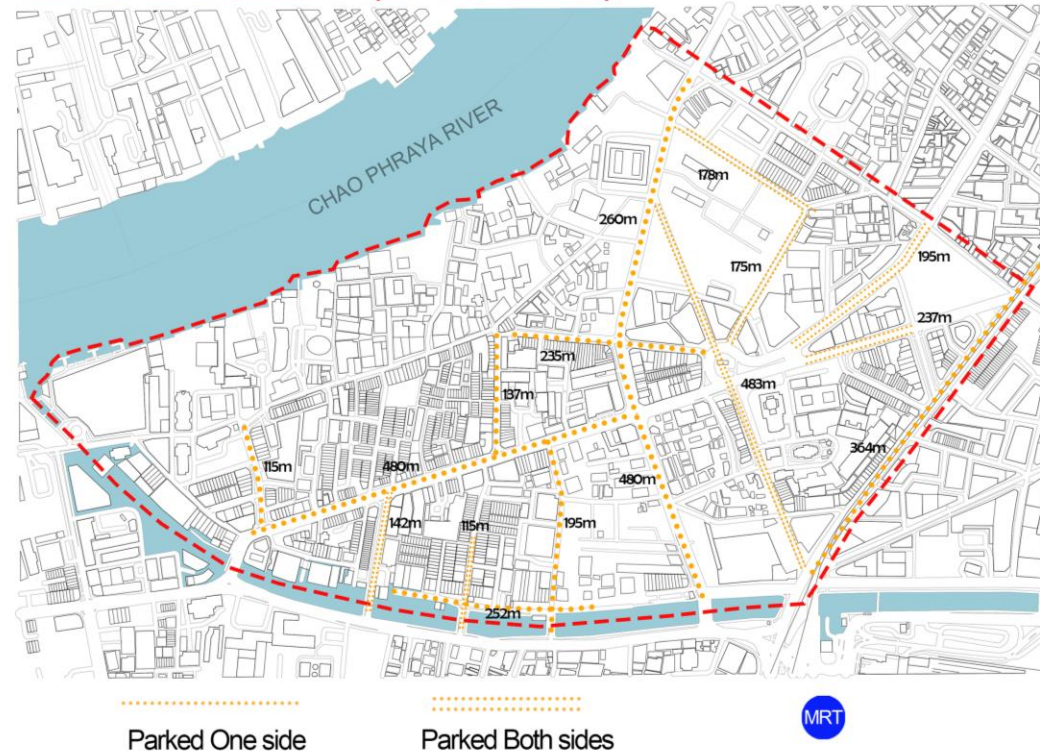 CHAO PHRAYA RIVER
178m
260m
175m
195m
237m
235m
137m
483m
364m
115m
480m
480m
142m
115m
195m
252m
Parked One side
Parked Both sides
MRT